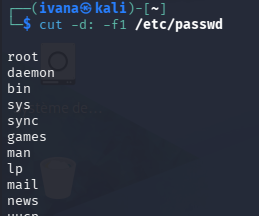 ┌──(ivana㉿kali)-[~]
└─$ cut -d: -f1 /etc/passwd
root
daemon
bin
sys
sync
games
man
lp
mail
news